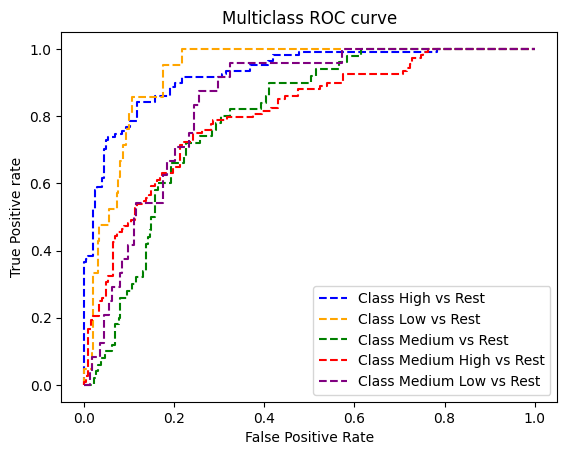 Multiclass ROC curve
True Positive rate
1.0
0.8
0.6
0.4
0.2
0.0
Class High vs Rest
Class Low vs Rest
Class Medium vs Rest
Class Medium High vs Rest
Class Medium Low vs Rest
0.0 0.2 0.4 0.6 0.8 1.0
False Positive Rate